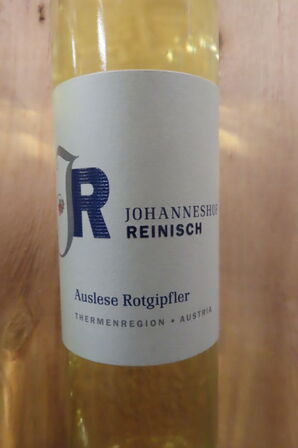 JR
JOHANNESHOF
REINISCH
Auslese Rotgipfler
THERMENREGION • AUSTRIA